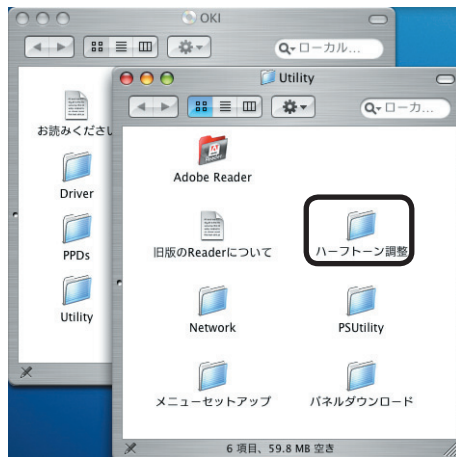 OKI
ローカル...
お読みください
Driver
PPDs
Utility
Utility
ローカ...
Adobe Reader
旧版のReaderについて
ハーフトーン調整
Network
PSUtility
メニューセットアップ
パネルダウンロード
6 項目、59.8 MB 空き